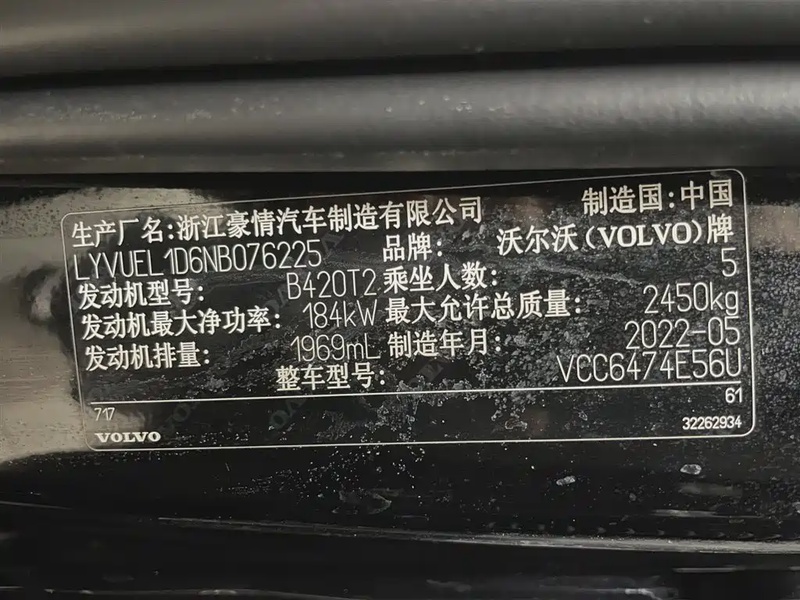 生产厂名:浙江豪情汽车制造有限公司 制造国:中国
LYVUEL1D6NB076225 品牌: 沃尔沃(VOLVO)牌
发动机型号: B420T2 乘坐人数: 5
发动机最大净功率: 184kW 最大允许总质量: 2450kg
发动机排量: 1969mL 制造年月: 2022-05
整车型号: VCC6474E56U
717 61
VOLVO 32262934